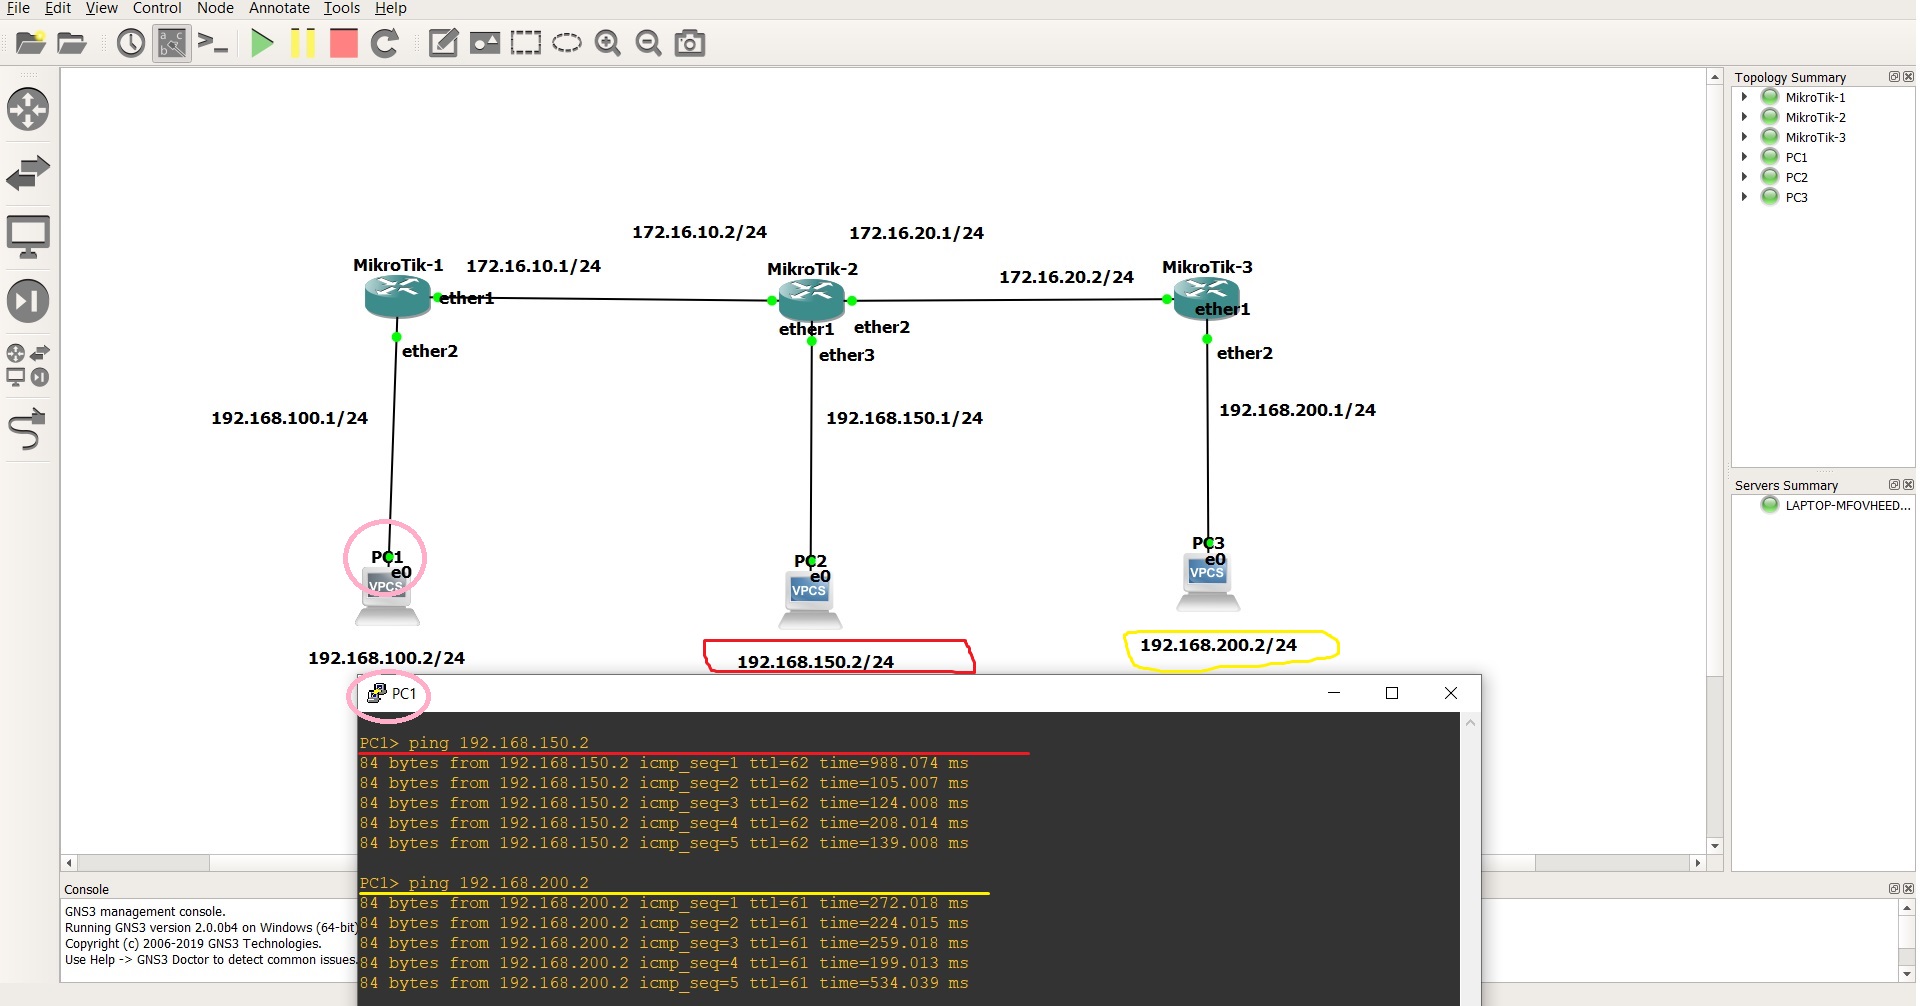 File Edit View Control Node Annotate Tools Help
Topology Summary
MikroTik-1
MikroTik-2
MikroTik-3
PC1
PC2
PC3
172.16.10.2/24 172.16.20.1/24
MikroTik-1 172.16.10.1/24 MikroTik-2 172.16.20.2/24 MikroTik-3
ether1 ether1 ether2 ether1
ether2 ether3 ether2
192.168.100.1/24 192.168.150.1/24 192.168.200.1/24
PC1 PC2 PC3
e0 e0 e0
VPCS VPCS VPCS
192.168.100.2/24 192.168.150.2/24 192.168.200.2/24
Servers Summary
LAPTOP-MFOVHEED...
PC1
PC1> ping 192.168.150.2
84 bytes from 192.168.150.2 icmp_seq=1 ttl=62 time=988.074 ms
84 bytes from 192.168.150.2 icmp_seq=2 ttl=62 time=105.007 ms
84 bytes from 192.168.150.2 icmp_seq=3 ttl=62 time=124.008 ms
84 bytes from 192.168.150.2 icmp_seq=4 ttl=62 time=208.014 ms
84 bytes from 192.168.150.2 icmp_seq=5 ttl=62 time=139.008 ms
PC1> ping 192.168.200.2
84 bytes from 192.168.200.2 icmp_seq=1 ttl=61 time=272.018 ms
84 bytes from 192.168.200.2 icmp_seq=2 ttl=61 time=224.015 ms
84 bytes from 192.168.200.2 icmp_seq=3 ttl=61 time=259.018 ms
84 bytes from 192.168.200.2 icmp_seq=4 ttl=61 time=199.013 ms
84 bytes from 192.168.200.2 icmp_seq=5 ttl=61 time=534.039 ms
Console
GNS3 management console.
Running GNS3 version 2.0.0b4 on Windows (64-bit)
Copyright (c) 2006-2019 GNS3 Technologies.
Use Help -> GNS3 Doctor to detect common issues.